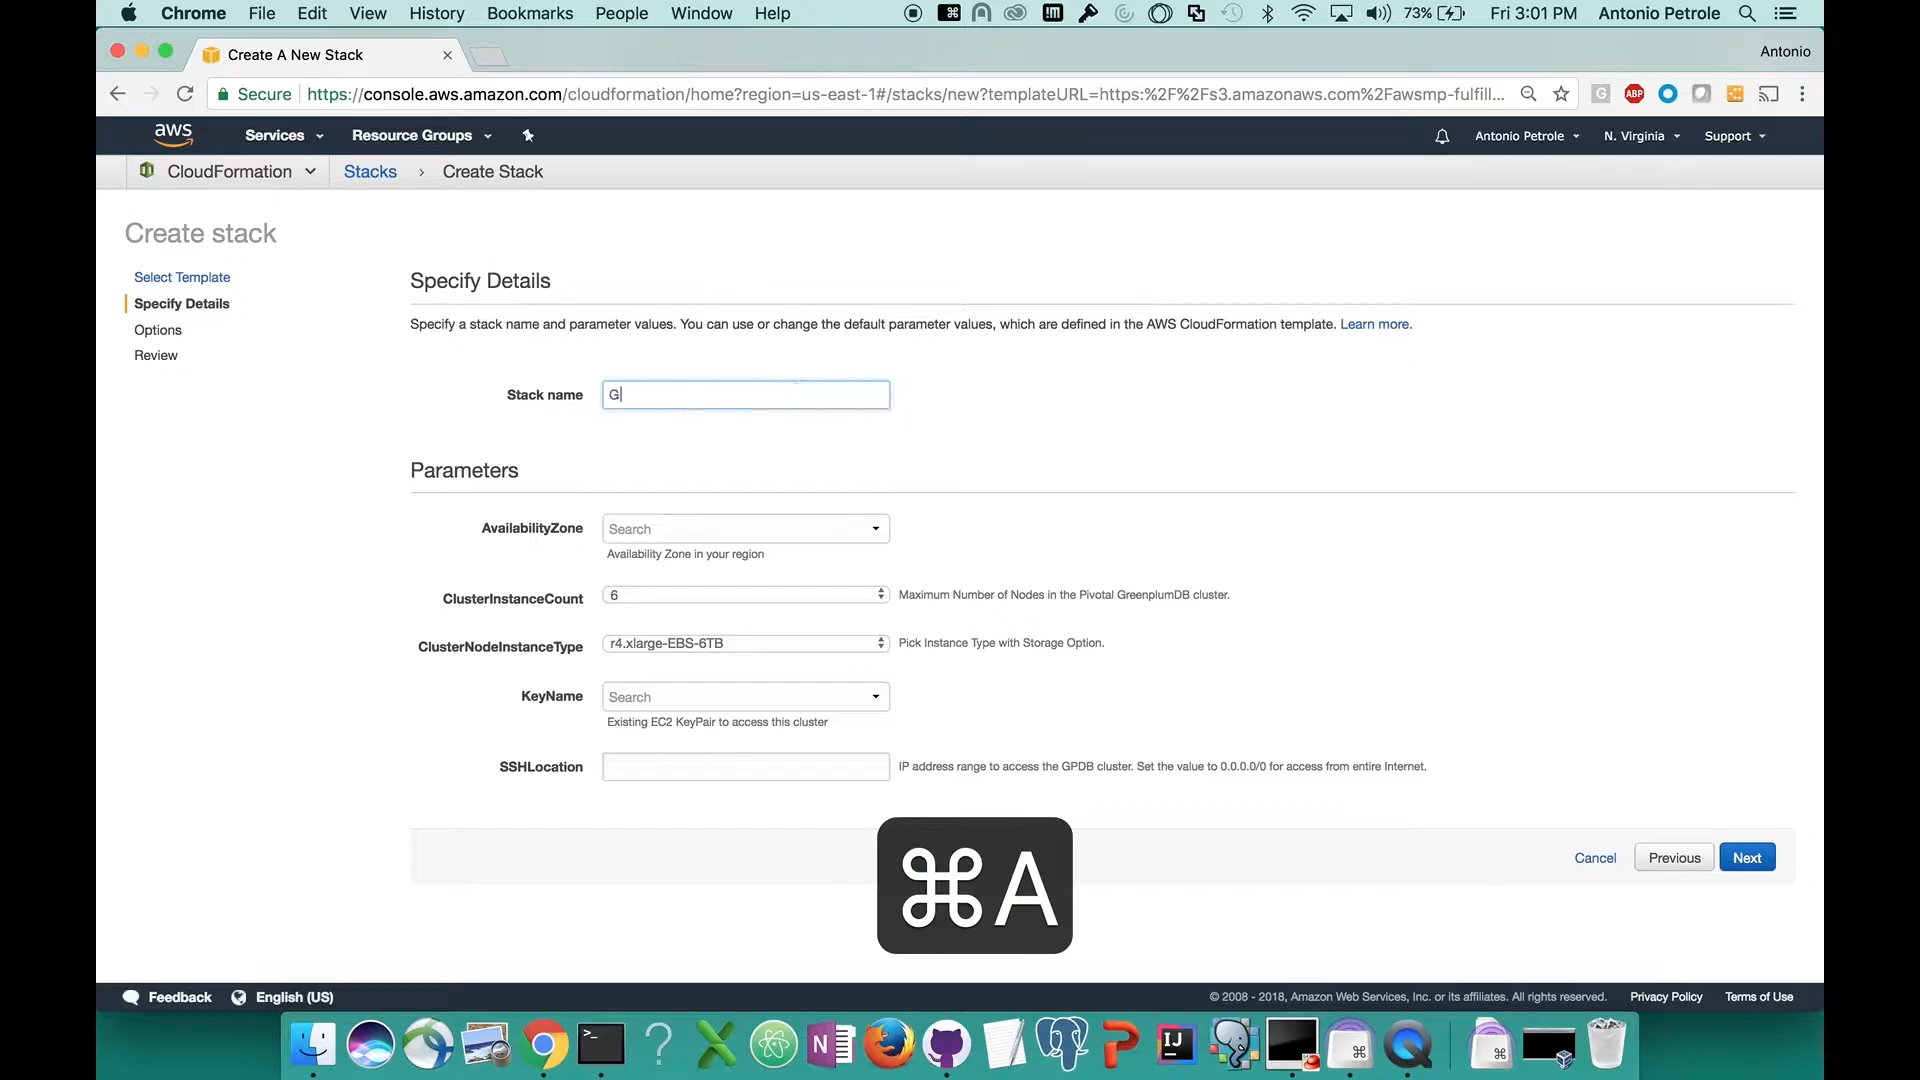 Chrome File Edit View History Bookmarks People Window Help 73% Fri 3:01 PM Antonio Petrole
Create A New Stack
Antonio
Secure https://console.aws.amazon.com/cloudformation/home?region=us-east-1#/stacks/new?templateURL=https:%2F%2Fs3.amazonaws.com%2Fawsmp-fulfill...
G
ABP
aws Services Resource Groups Antonio Petrole N. Virginia Support
CloudFormation Stacks › Create Stack
Create stack
Select Template
Specify Details
Options
Review
Specify Details
Specify a stack name and parameter values. You can use or change the default parameter values, which are defined in the AWS CloudFormation template. Learn more.
Stack name G
Parameters
AvailabilityZone Search
Availability Zone in your region
ClusterInstanceCount 6 Maximum Number of Nodes in the Pivotal GreenplumDB cluster.
ClusterNodeInstanceType r4.xlarge-EBS-6TB Pick Instance Type with Storage Option.
KeyName Search
Existing EC2 KeyPair to access this cluster
SSHLocation IP address range to access the GPDB cluster. Set the value to 0.0.0.0/0 for access from entire Internet.
Cancel Previous Next
⌘A
Feedback English (US) © 2008 - 2018, Amazon Web Services, Inc. or its affiliates. All rights reserved. Privacy Policy Terms of Use
>_ ? N IJ ⌘ ⌘